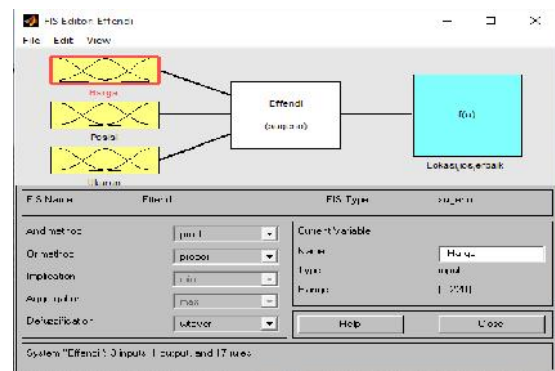 FIS Editor: Effendi
File Edit View
Harga
Posisi
Ukuran
Effendi
(sugeno)
f(u)
FIS Name: Effendi FIS Type: sugeno
And method prod
Or method probor
Implication min
Aggregation max
Defuzzification wtaver
Current Variable
Name Harga
Type input
Range
Help Close
System "Effendi": 3 inputs, 1 output, and 17 rules